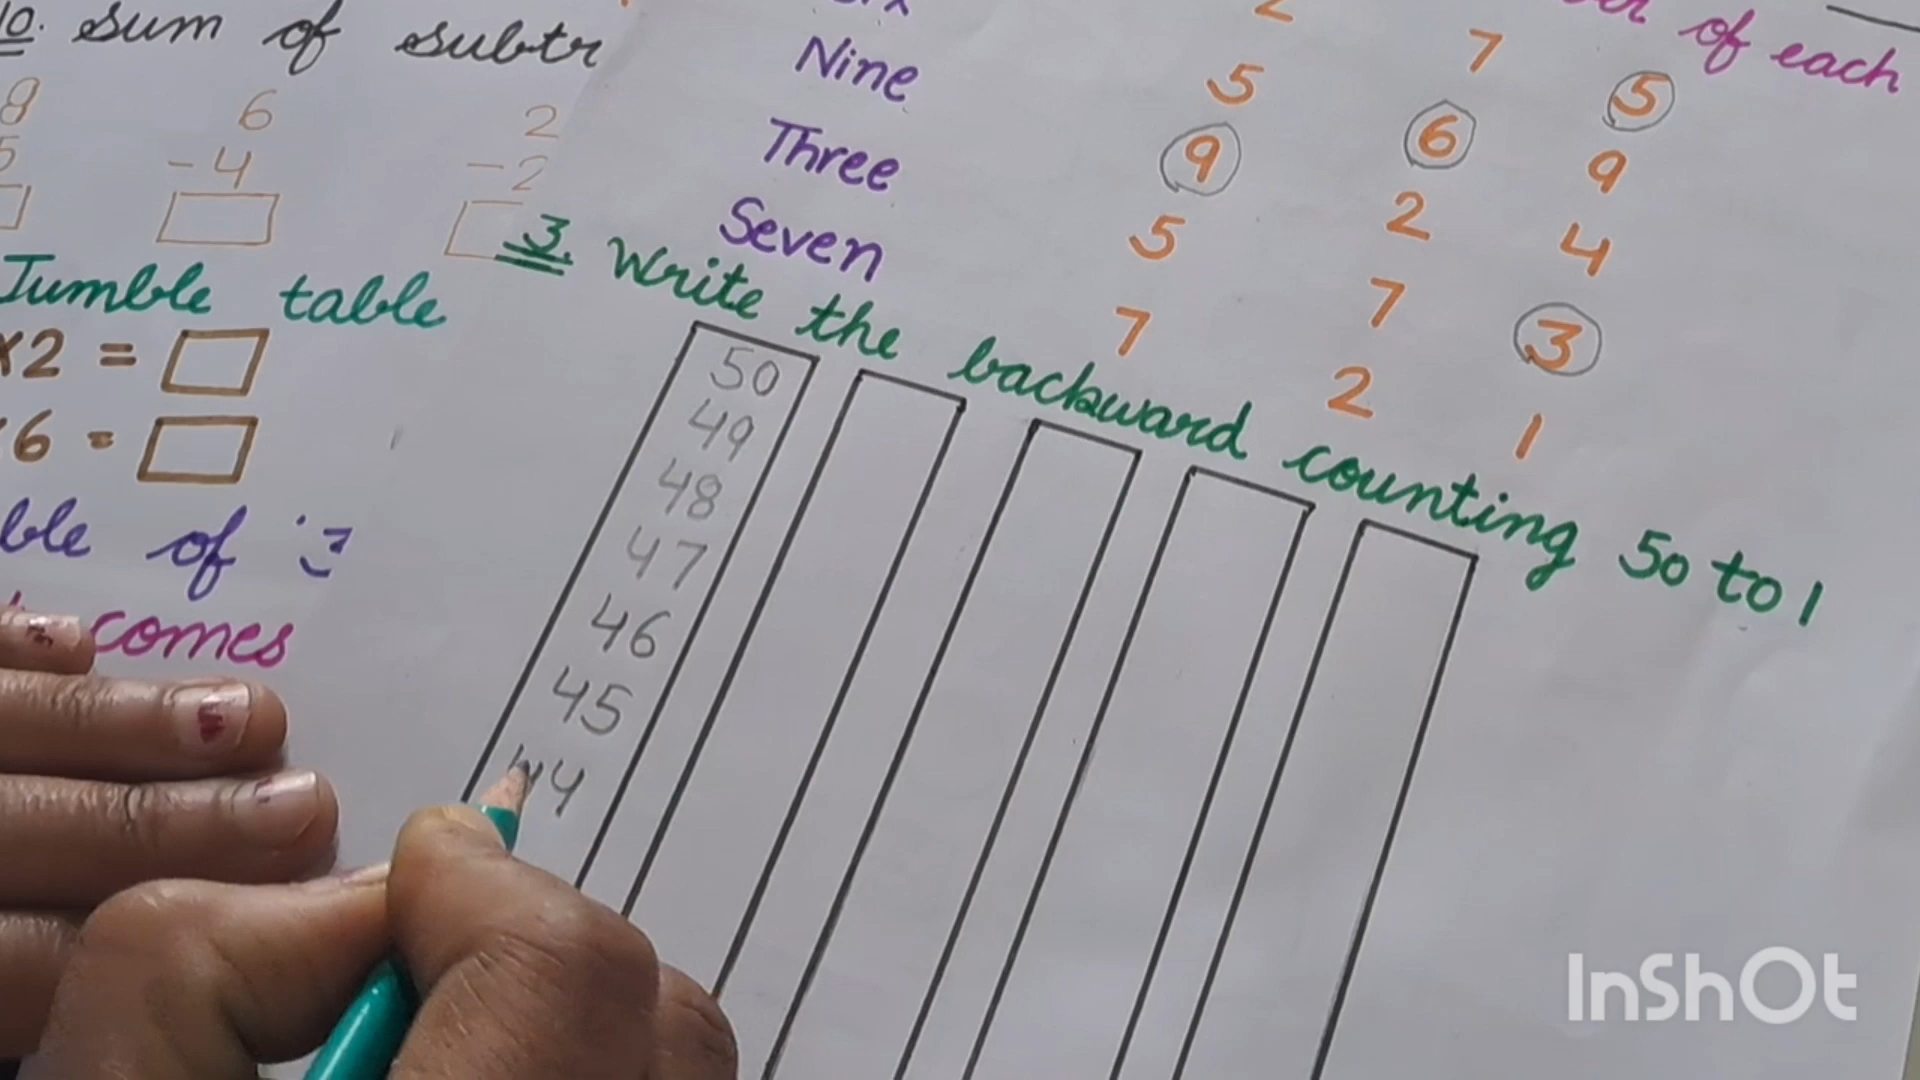 10. Sum of subtr
8 6 2
5 -4 -2
Jumble table
×2 =
×6 =
ble of '3
comes
of each
Nine
Three
Seven
2 7 5
5 6 9
9 2 4
5 7 3
7 2 1
3. Write the backward counting 50 to 1
50
49
48
47
46
45
44
InShOt